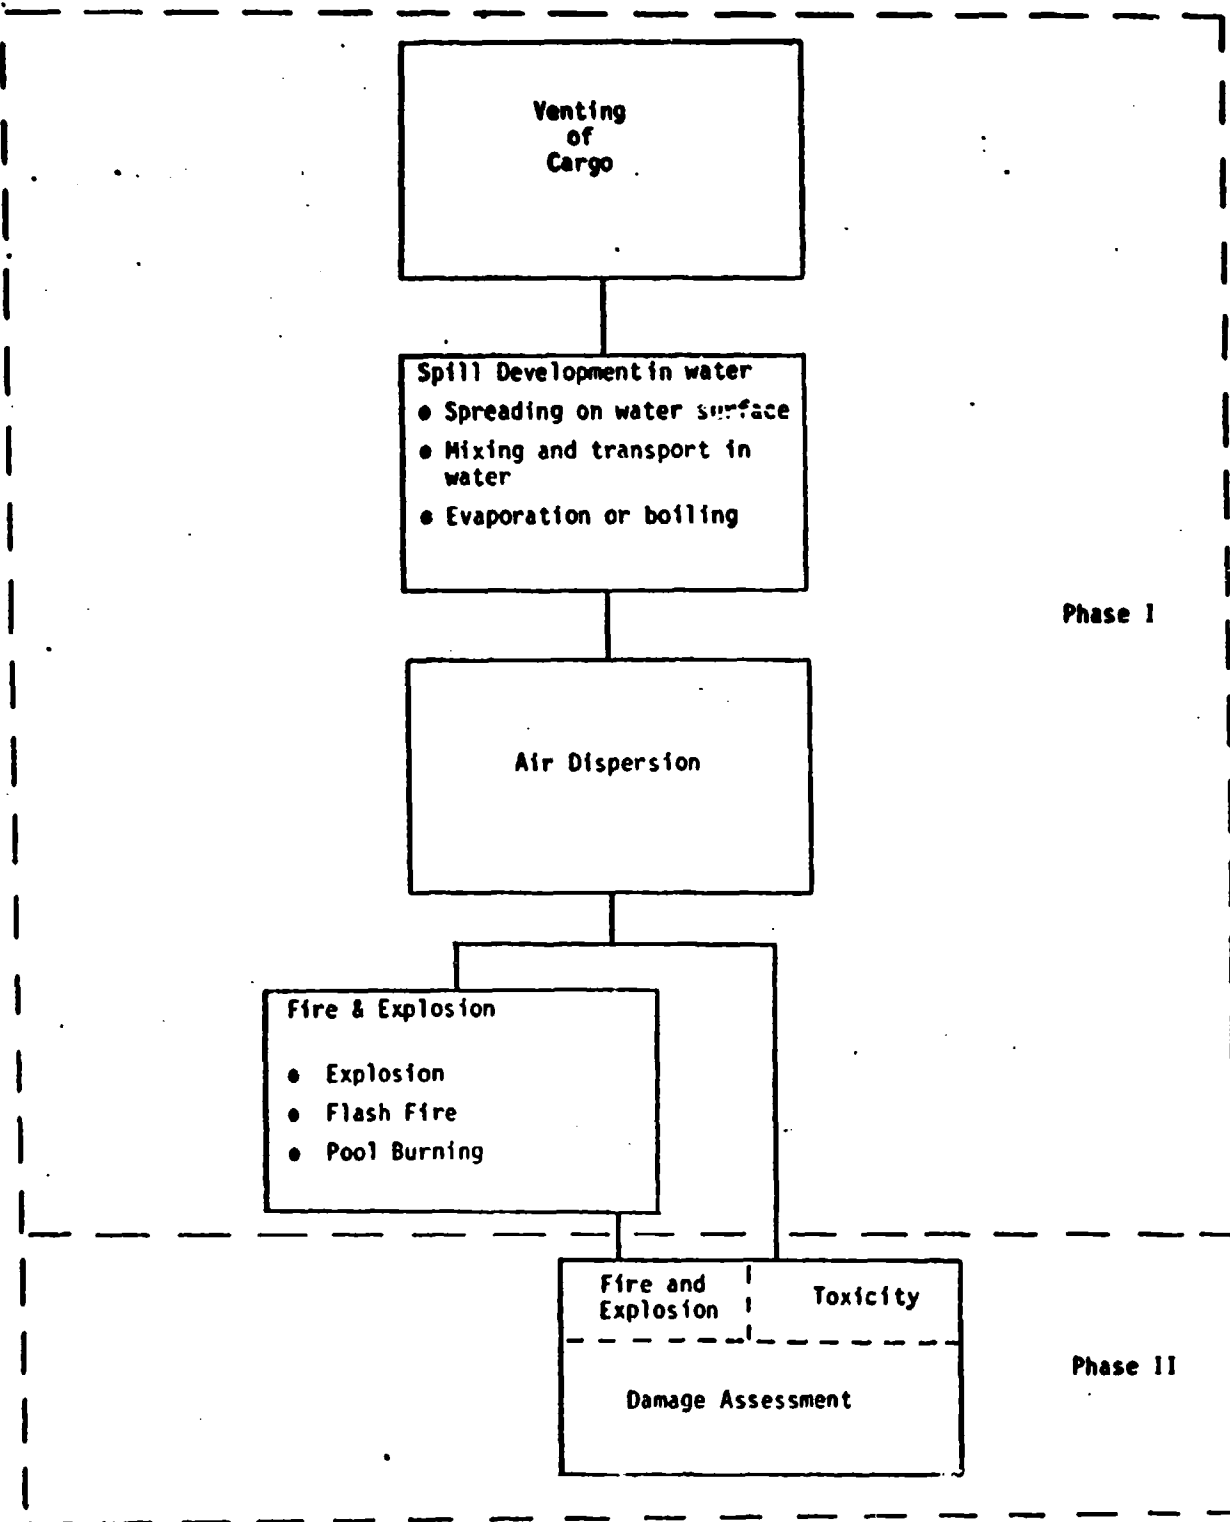 Venting
of
Cargo
Spill Development in water
• Spreading on water surface
• Mixing and transport in
water
• Evaporation or boiling
Phase I
Air Dispersion
Fire & Explosion
• Explosion
• Flash Fire
• Pool Burning
Fire and
Explosion
Toxicity
Phase II
Damage Assessment